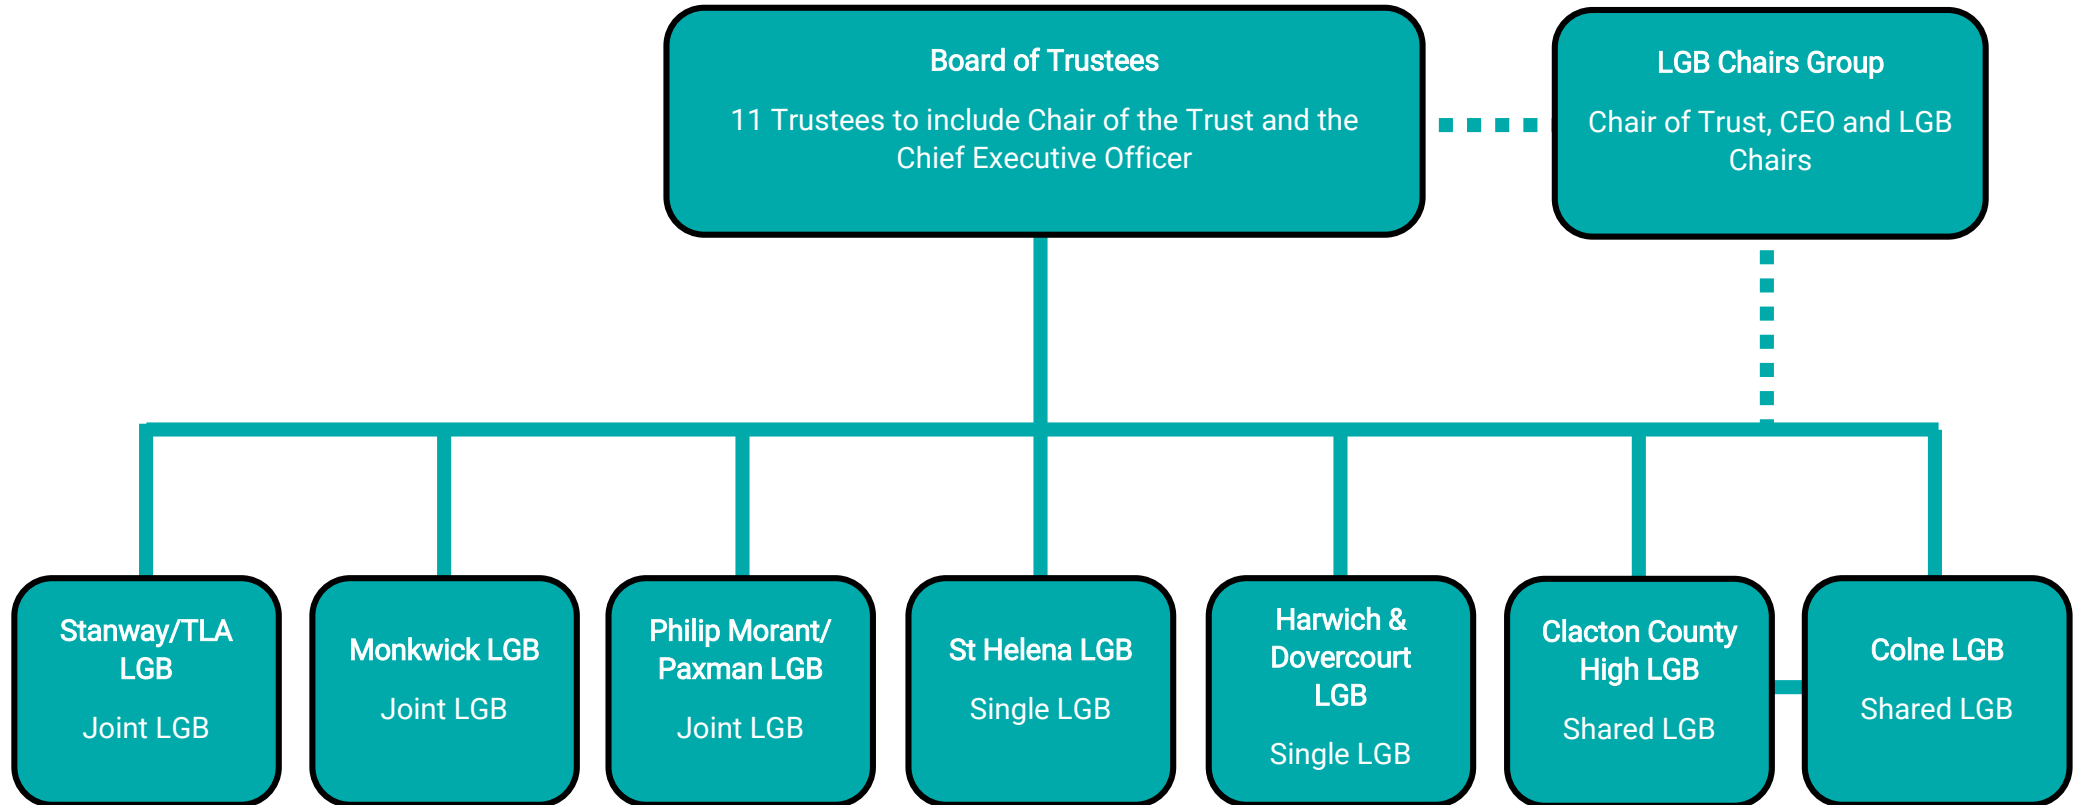 Board of Trustees
11 Trustees to include Chair of the Trust and the
Chief Executive Officer
LGB Chairs Group
Chair of Trust, CEO and LGB
Chairs
Stanway/TLA
LGB
Joint LGB
Monkwick LGB
Joint LGB
Philip Morant/
Paxman LGB
Joint LGB
St Helena LGB
Single LGB
Harwich &
Dovercourt
LGB
Single LGB
Clacton County
High LGB
Shared LGB
Colne LGB
Shared LGB